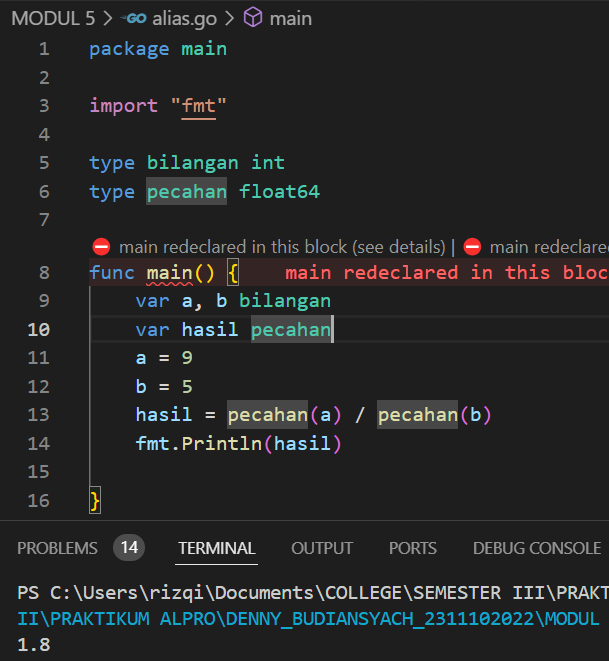 MODUL 5 > GO alias.go > main
1 package main
2
3 import "fmt"
4
5 type bilangan int
6 type pecahan float64
7
main redeclared in this block (see details) | main redeclare
8 func main() { main redeclared in this bloc
9 var a, b bilangan
10 var hasil pecahan
11 a = 9
12 b = 5
13 hasil = pecahan(a) / pecahan(b)
14 fmt.Println(hasil)
15
16 }
PROBLEMS 14 TERMINAL OUTPUT PORTS DEBUG CONSOLE
PS C:\Users\rizqi\Documents\COLLEGE\SEMESTER III\PRAKT
II\PRAKTIKUM ALPRO\DENNY_BUDIANSYACH_2311102022\MODUL
1.8